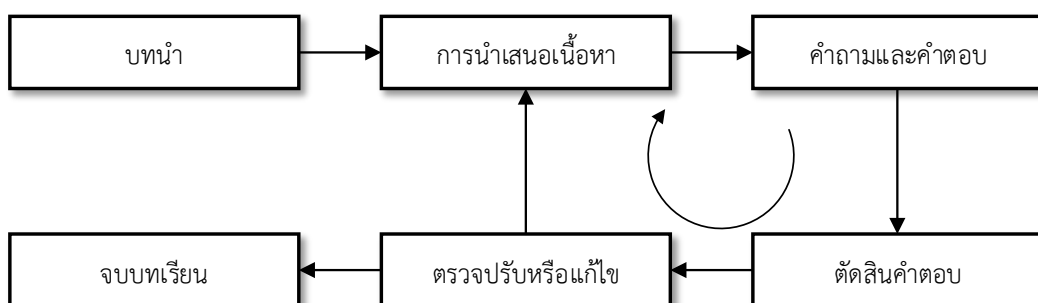 บทนำ
การนำเสนอเนื้อหา
คำถามและคำตอบ
จบบทเรียน
ตรวจปรับหรือแก้ไข
ตัดสินคำตอบ